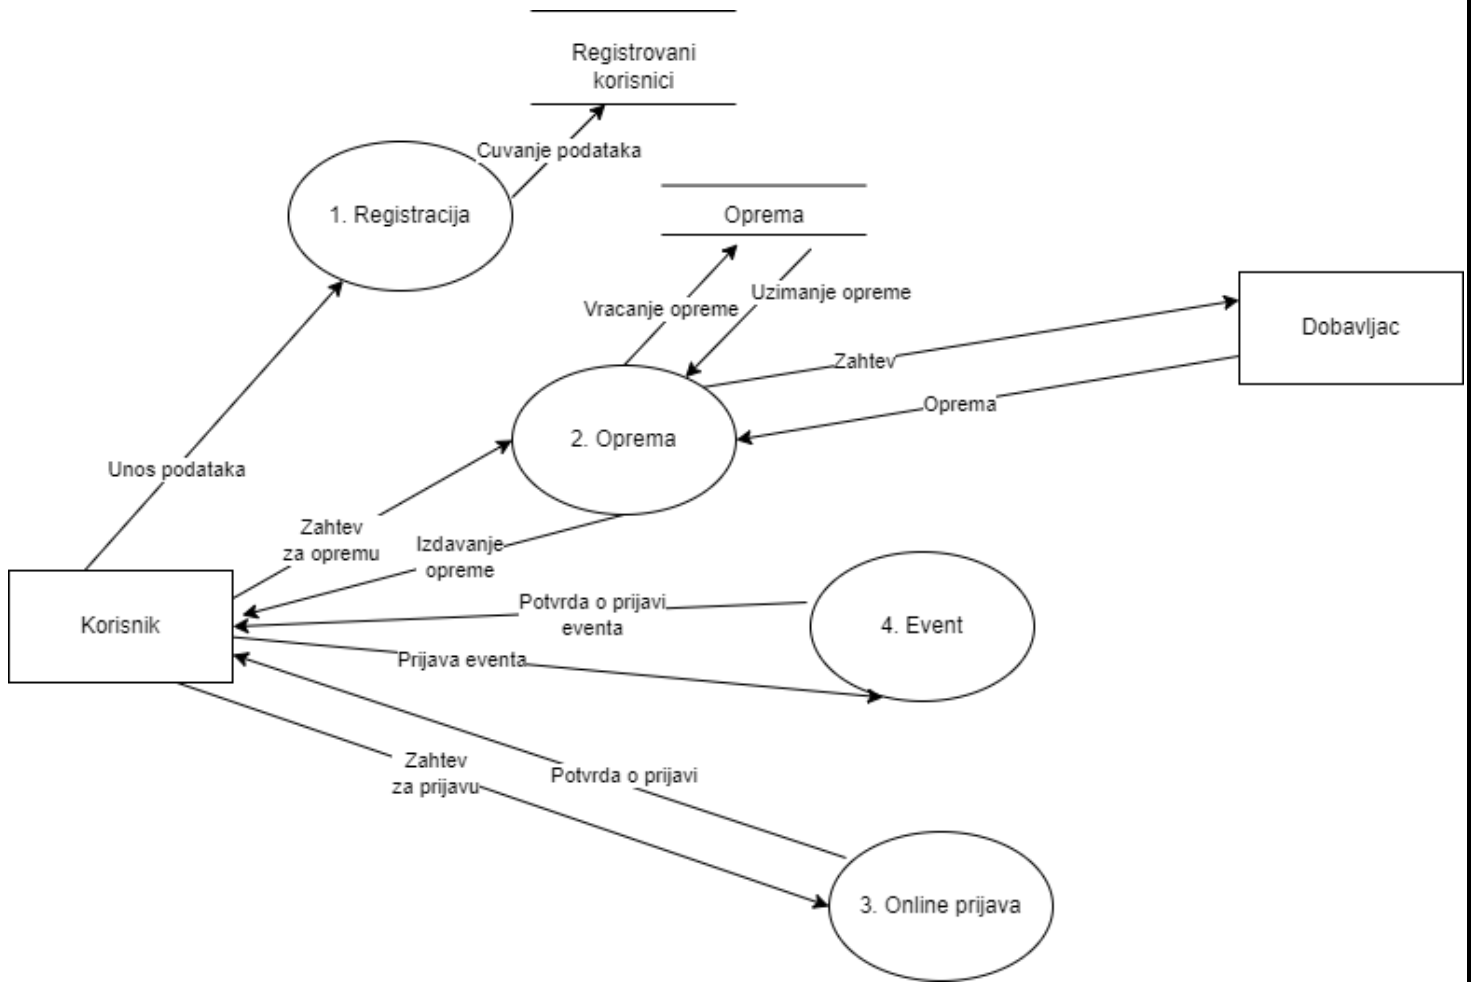 Registrovani
korisnici
Cuvanje podataka
1. Registracija
Oprema
Uzimanje opreme
Vracanje opreme
Dobavljac
Zahtev
Oprema
2. Oprema
Unos podataka
Zahtev
za opremu
Izdavanje
opreme
Potvrda o prijavi
eventa
Korisnik
4. Event
Prijava eventa
Zahtev
za prijavu
Potvrda o prijavi
3. Online prijava